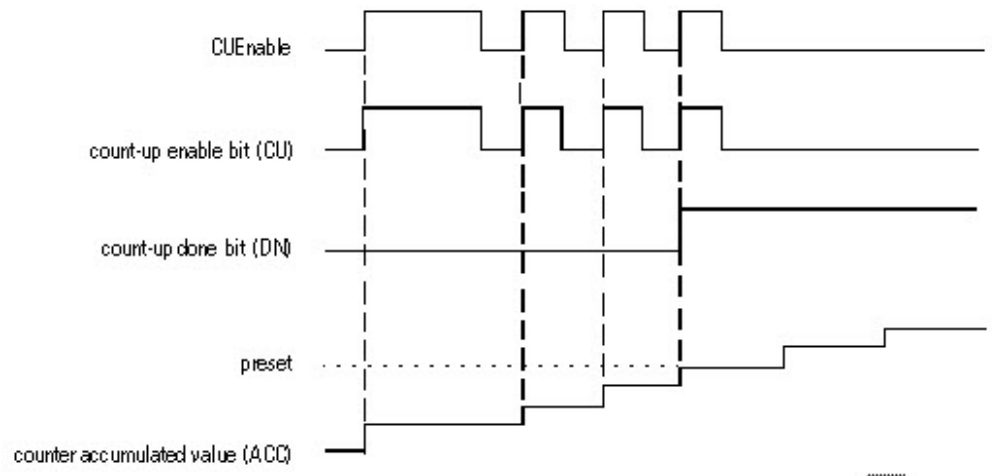 CUEnable
count-up enable bit (CU)
count-up done bit (DN)
preset
counter accumulated value (ACC)